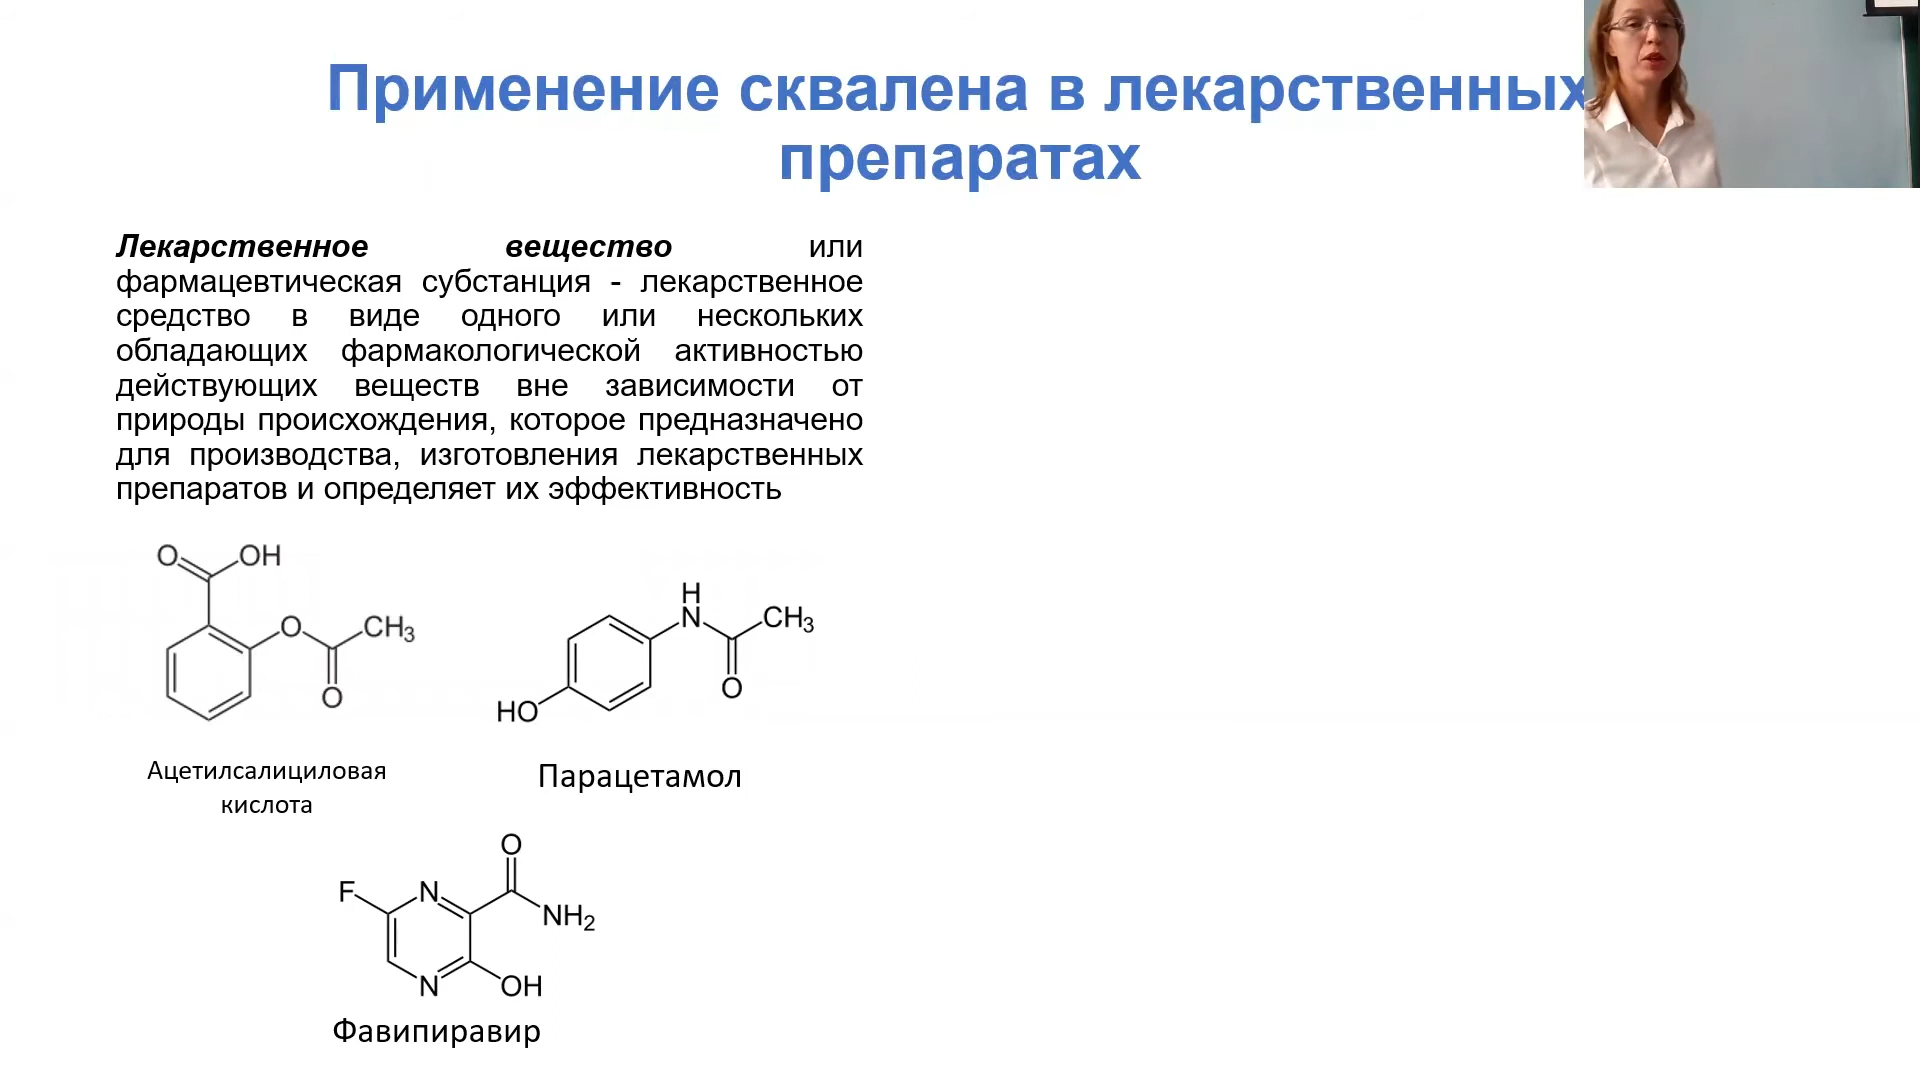 Применение сквалена в лекарственных
препаратах
Лекарственное вещество или
фармацевтическая субстанция - лекарственное
средство в виде одного или нескольких
обладающих фармакологической активностью
действующих веществ вне зависимости от
природы происхождения, которое предназначено
для производства, изготовления лекарственных
препаратов и определяет их эффективность
O OH
O CH3
O
Ацетилсалициловая
кислота
H
N CH3
O
HO
Парацетамол
O
F N
NH2
N OH
Фавипиравир